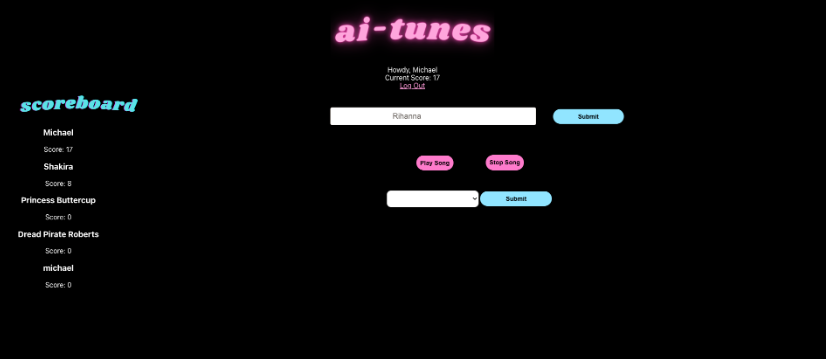 ai-tunes
Howdy, Michael
Current Score: 17
Log Out
scoreboard
Michael
Score: 17
Shakira
Score: 8
Princess Buttercup
Score: 0
Dread Pirate Roberts
Score: 0
michael
Score: 0
Rihanna
Submit
Play Song
Stop Song
Submit